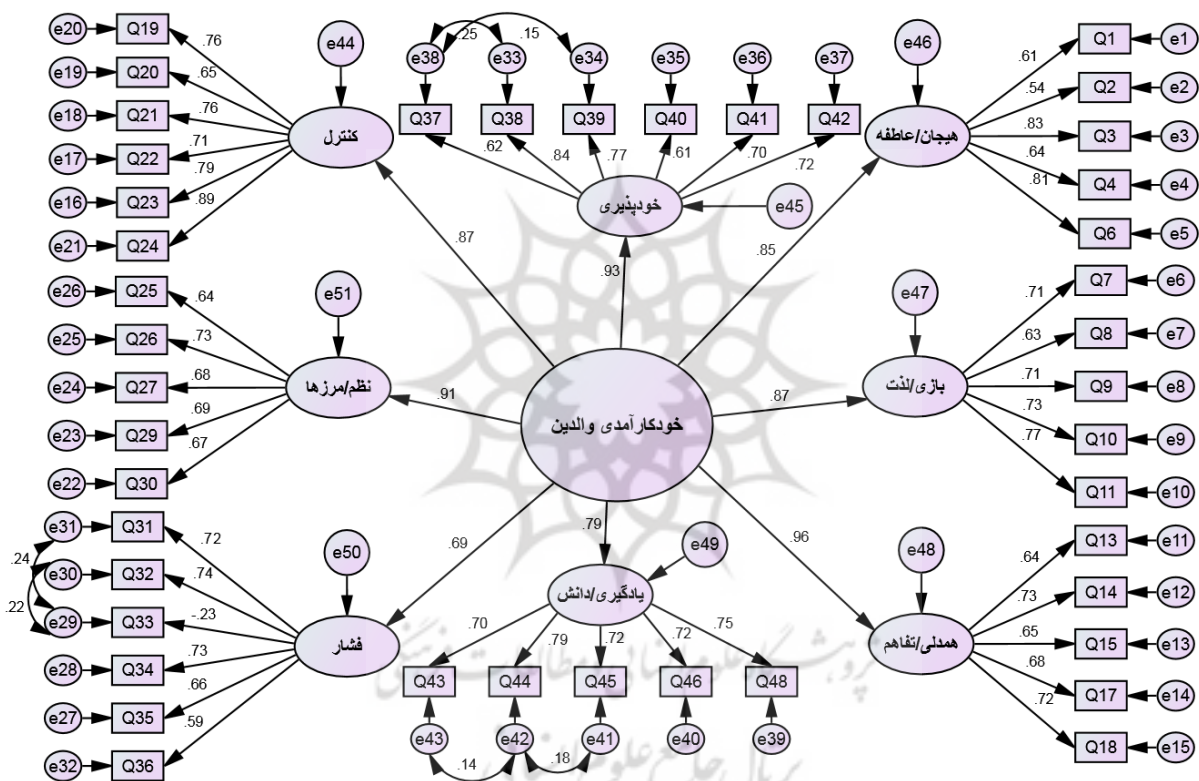 e20 Q19 .76
e19 Q20 .65
e18 Q21 .76
e17 Q22 .71
e16 Q23 .79
e21 Q24 .89
e44
کنترل
.87
.25 .15
e38 e33 e34 e35 e36 e37
Q37 Q38 Q39 Q40 Q41 Q42
.62 .84 .77 .61 .70 .72
خودپذیری
e45
.93
e46
هیجان/عاطفه
.85
.61 Q1 e1
.54 Q2 e2
.83 Q3 e3
.64 Q4 e4
.81 Q6 e5
e26 Q25 .64
e25 Q26 .73
e24 Q27 .68
e23 Q29 .69
e22 Q30 .67
e51
نظم/مرزها
.91
خودکارآمدی والدین
e47
بازی/لذت
.87
.71 Q7 e6
.63 Q8 e7
.71 Q9 e8
.73 Q10 e9
.77 Q11 e10
.24
.22
e31 Q31 .72
e30 Q32 .74
e29 Q33 -.23
e28 Q34 .73
e27 Q35 .66
e32 Q36 .59
e50
فشار
.69
.79
e49
یادگیری/دانش
.70 .79 .72 .72 .75
Q43 Q44 Q45 Q46 Q48
e43 e42 e41 e40 e39
.14 .18
.96
e48
همدلی/تفاهم
.64 Q13 e11
.73 Q14 e12
.65 Q15 e13
.68 Q17 e14
.72 Q18 e15